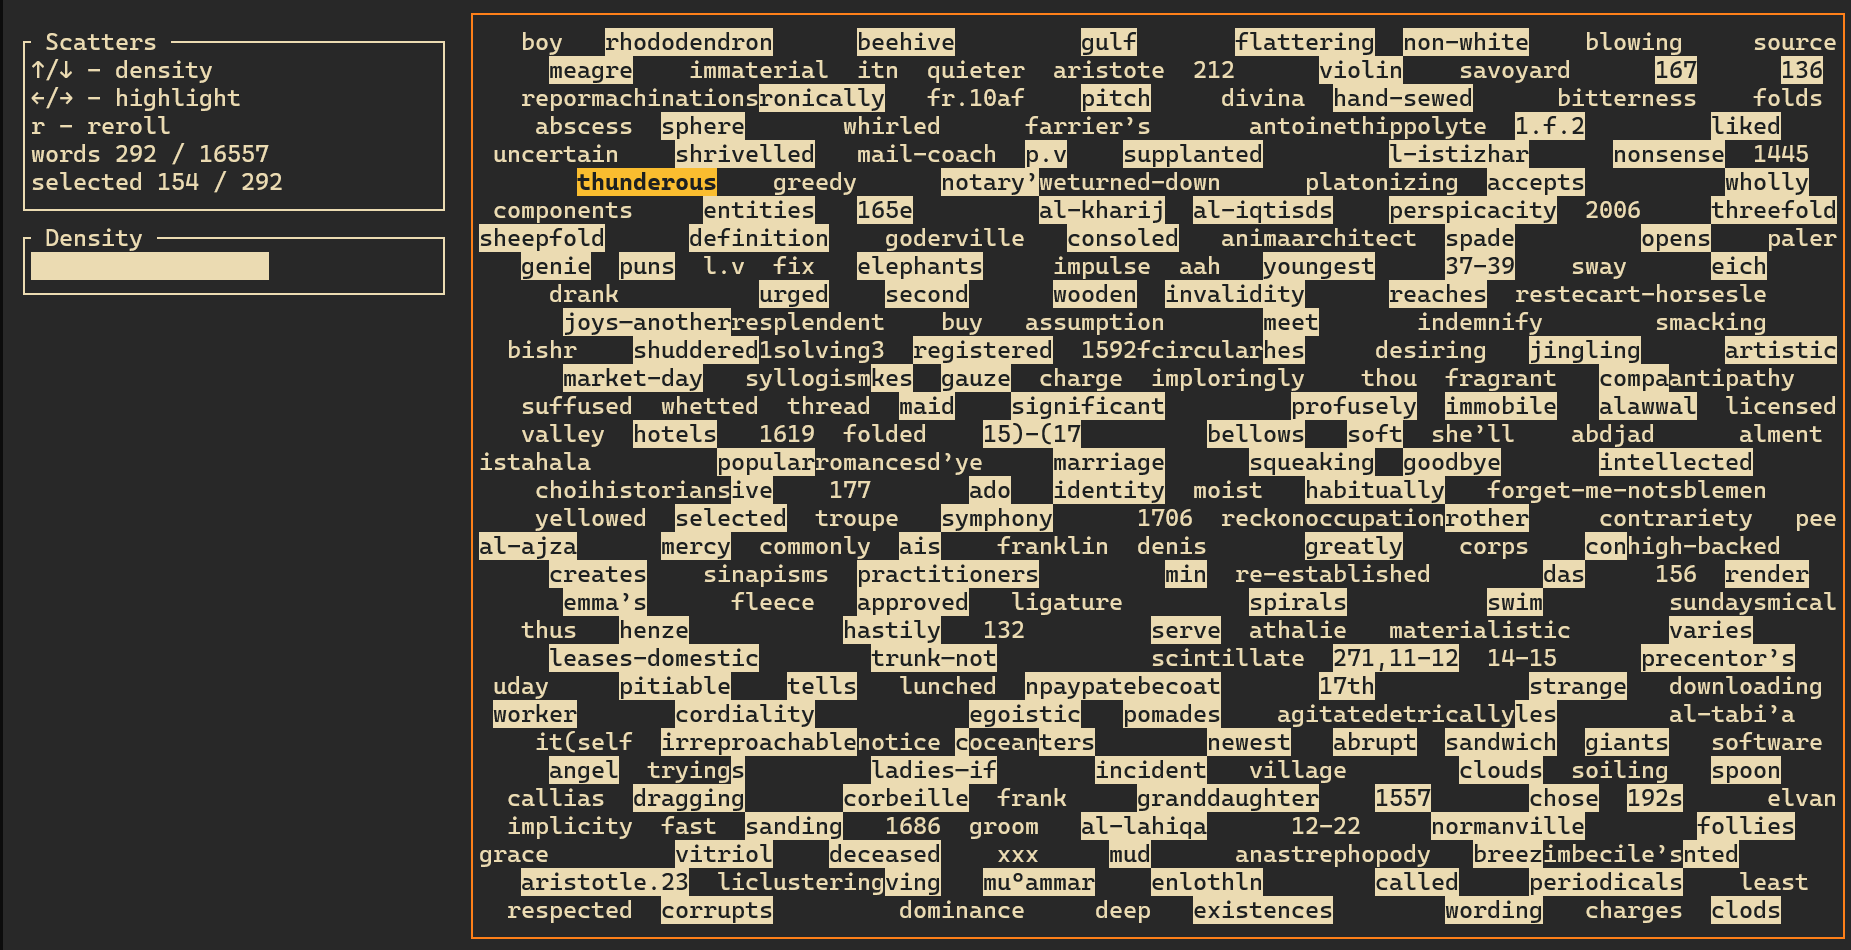 Scatters
↑/↓ - density
←/→ - highlight
r - reroll
words 292 / 16557
selected 154 / 292
Density
boy rhododendron beehive gulf flattering non-white blowing source
meagre immaterial itn quieter aristote 212 violin savoyard 167 136
repormachinationsronically fr.10af pitch divina hand-sewed bitterness folds
abscess sphere whirled farrier’s antoinethippolyte 1.f.2 liked
uncertain shrivelled mail-coach p.v supplanted l-istizhar nonsense 1445
thunderous greedy notary’weturned-down platonizing accepts wholly
components entities 165e al-kharij al-iqtisds perspicacity 2006 threefold
sheepfold definition goderville consoled animaarchitect spade opens paler
genie puns l.v fix elephants impulse aah youngest 37-39 sway eich
drank urged second wooden invalidity reaches restecart-horsesle
joys-anotherresplendent buy assumption meet indemnify smacking
bishr shuddered1solving3 registered 1592fcircularhes desiring jingling artistic
market-day syllogismkes gauze charge imploringly thou fragrant compaantipathy
suffused whetted thread maid significant profusely immobile alawwal licensed
valley hotels 1619 folded 15)-(17 bellows soft she’ll abdjad alment
istahala popularromancesd’ye marriage squeaking goodbye intellected
choihistoriansive 177 ado identity moist habitually forget-me-notsblemen
yellowed selected troupe symphony 1706 reckonoccupationrother contrariety pee
al-ajza mercy commonly ais franklin denis greatly corps conhigh-backed
creates sinapisms practitioners min re-established das 156 render
emma’s fleece approved ligature spirals swim sundaysmical
thus henze hastily 132 serve athalie materialistic varies
leases-domestic trunk-not scintillate 271,11-12 14-15 precentor’s
uday pitiable tells lunched npaypatebecoat 17th strange downloading
worker cordiality egoistic pomades agitatedetricallyles al-tabi’a
it(self irreproachablenotice coceanters newest abrupt sandwich giants software
angel tryings ladies-if incident village clouds soiling spoon
callias dragging corbeille frank granddaughter 1557 chose 192s elvan
implicity fast sanding 1686 groom al-lahiqa 12-22 normanville follies
grace vitriol deceased xxx mud anastrephopody breezimbecile’snted
aristotle.23 liclusteringving muºammar enlothln called periodicals least
respected corrupts dominance deep existences wording charges clods